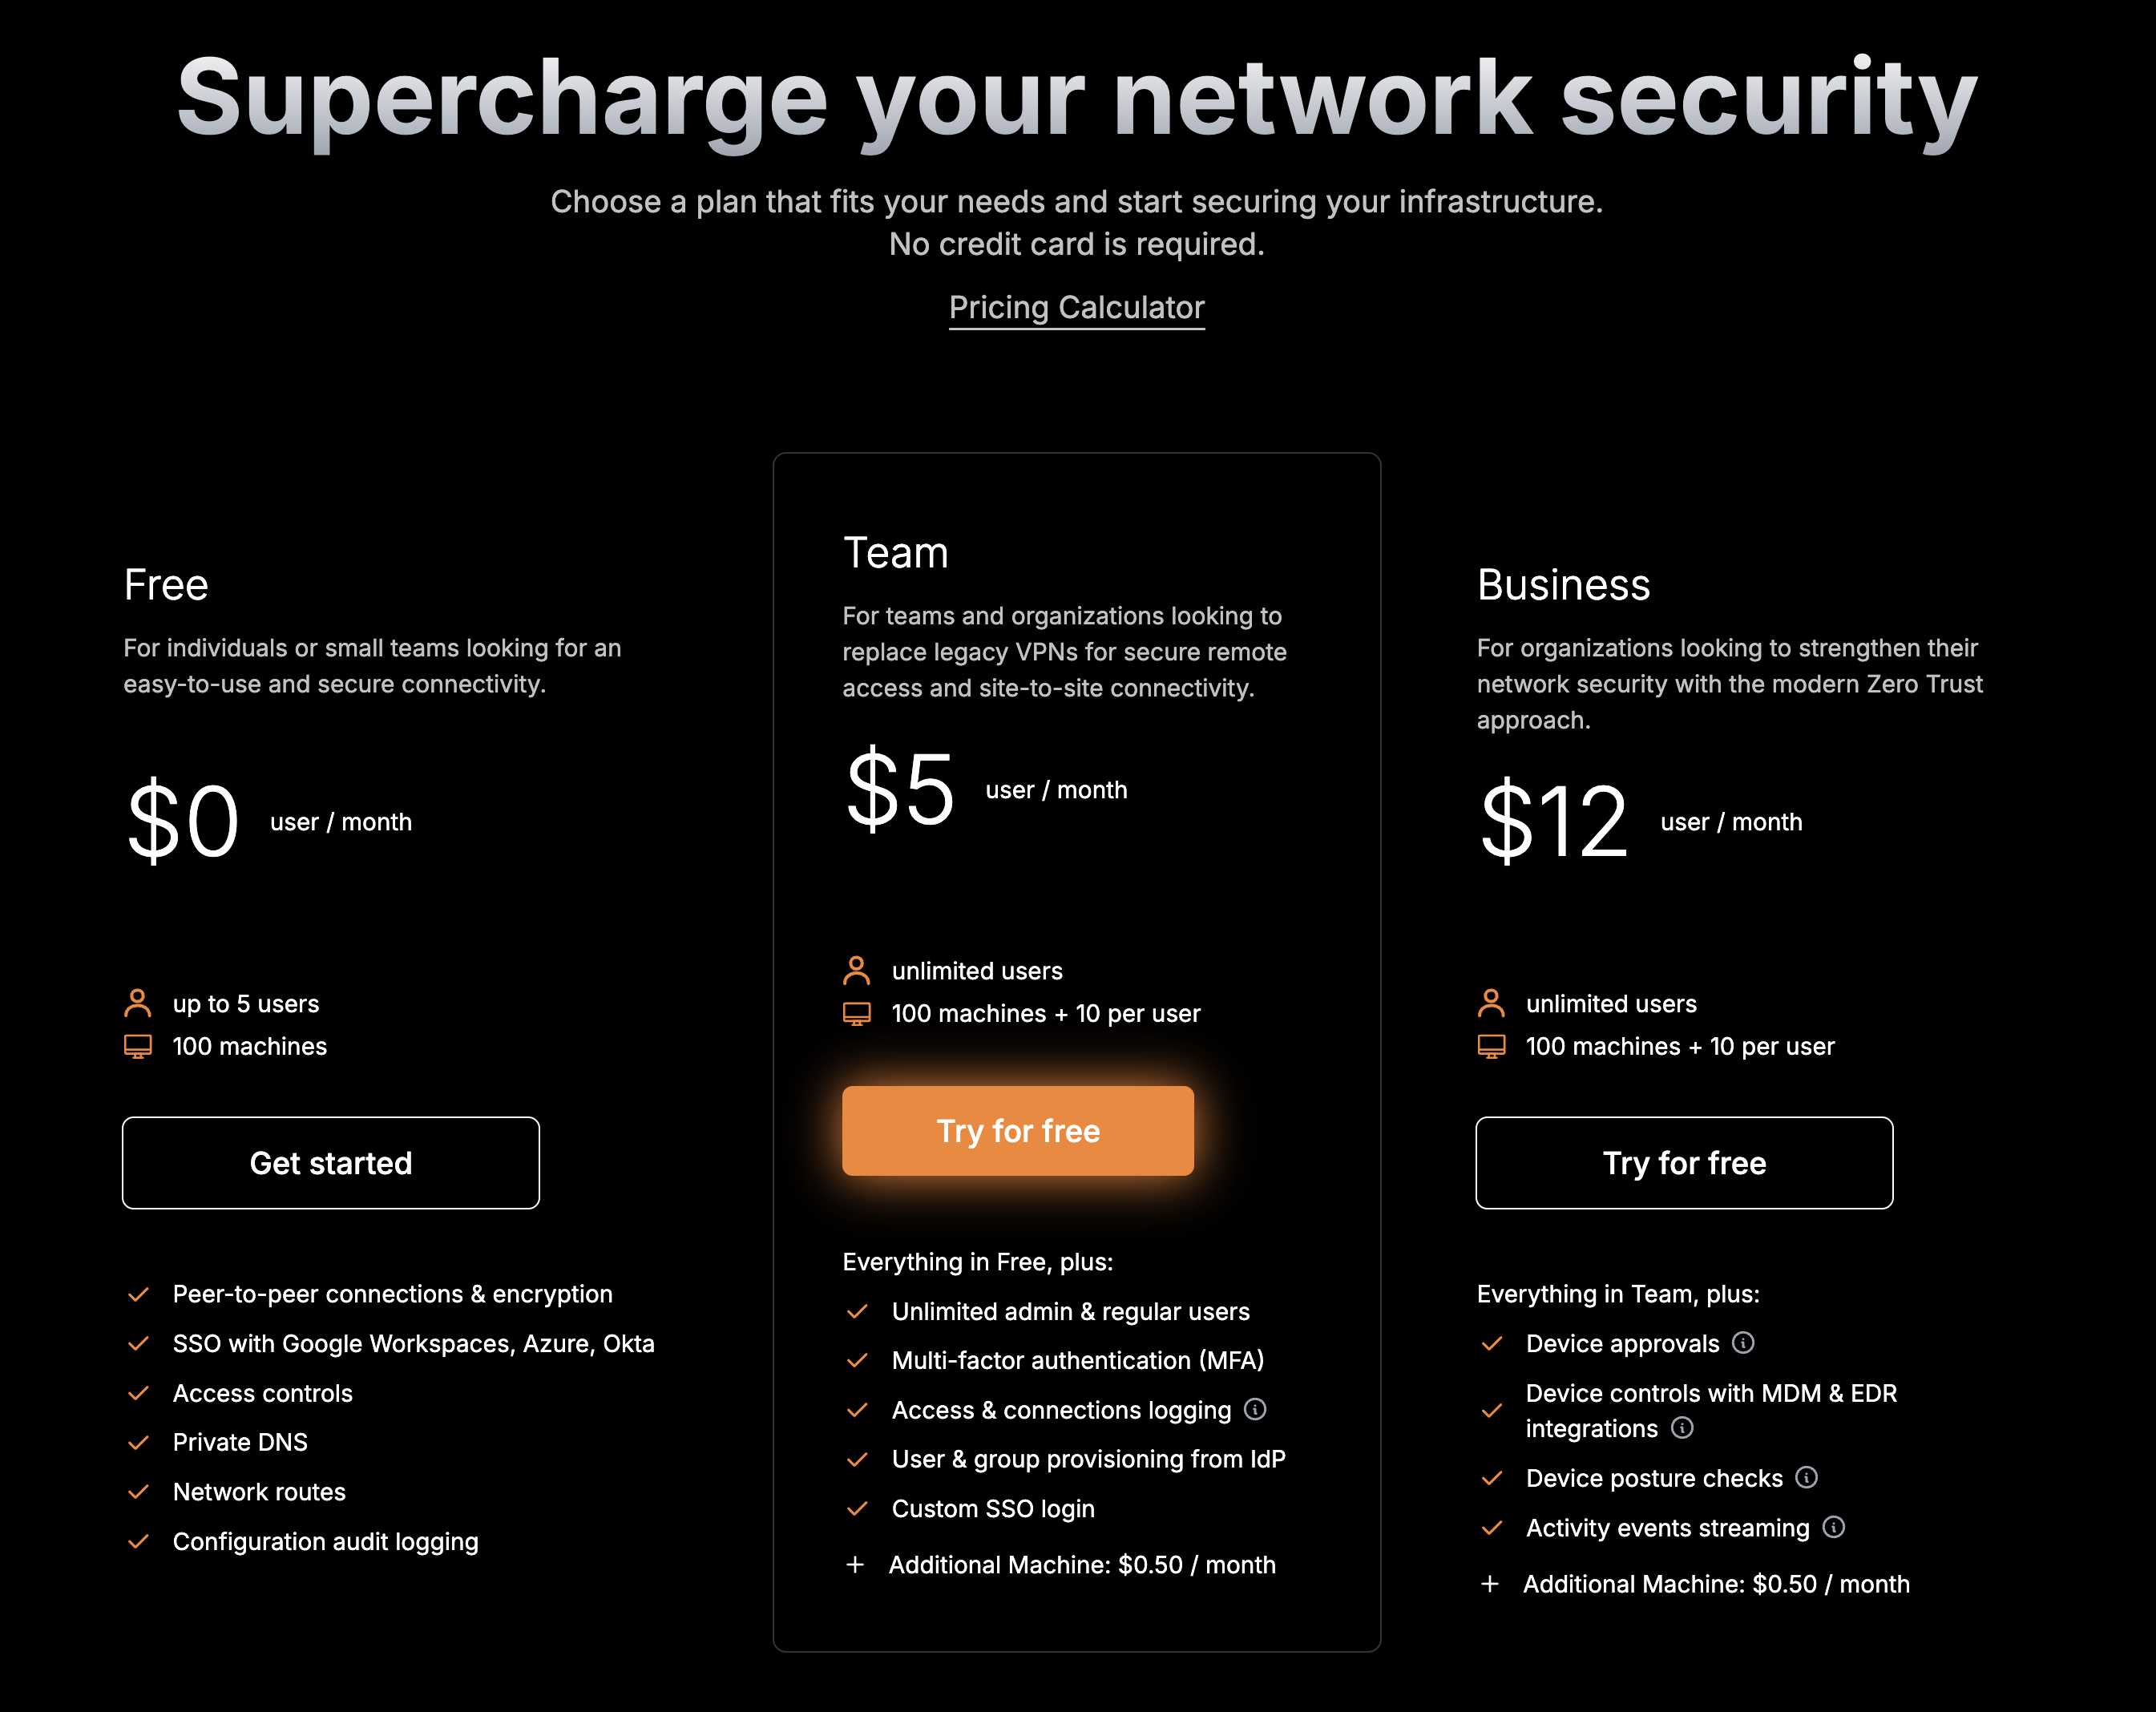 Supercharge your network security
Choose a plan that fits your needs and start securing your infrastructure.
No credit card is required.
Pricing Calculator
Free
For individuals or small teams looking for an
easy-to-use and secure connectivity.
$0 user / month
up to 5 users
100 machines
Get started
Peer-to-peer connections & encryption
SSO with Google Workspaces, Azure, Okta
Access controls
Private DNS
Network routes
Configuration audit logging
Team
For teams and organizations looking to
replace legacy VPNs for secure remote
access and site-to-site connectivity.
$5 user / month
unlimited users
100 machines + 10 per user
Try for free
Everything in Free, plus:
Unlimited admin & regular users
Multi-factor authentication (MFA)
Access & connections logging
User & group provisioning from IdP
Custom SSO login
+ Additional Machine: $0.50 / month
Business
For organizations looking to strengthen their
network security with the modern Zero Trust
approach.
$12 user / month
unlimited users
100 machines + 10 per user
Try for free
Everything in Team, plus:
Device approvals
Device controls with MDM & EDR
integrations
Device posture checks
Activity events streaming
+ Additional Machine: $0.50 / month